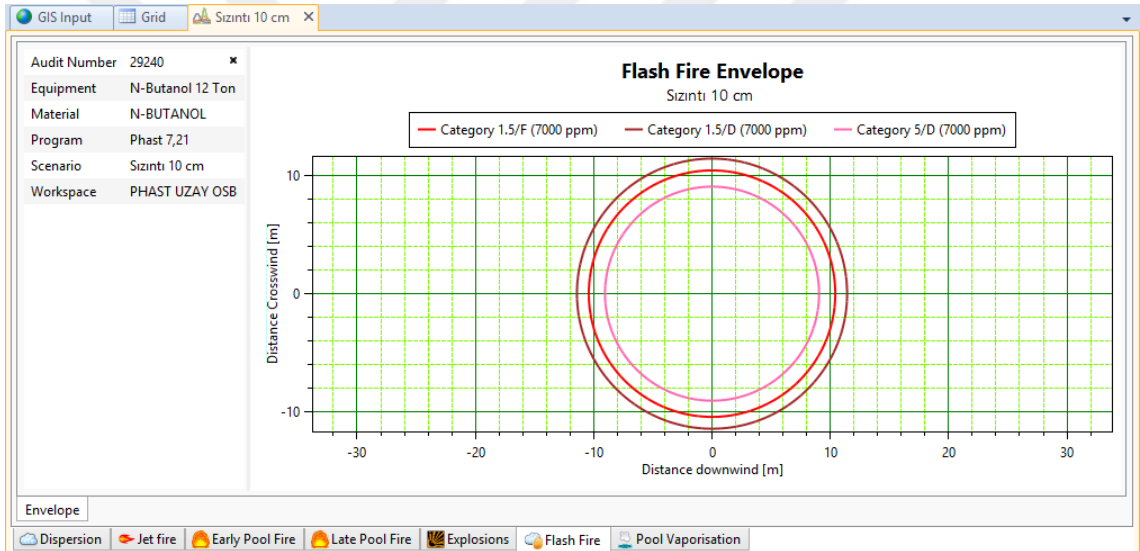 GIS Input Grid Sızıntı 10 cm
Audit Number 29240
Equipment N-Butanol 12 Ton
Material N-BUTANOL
Program Phast 7,21
Scenario Sızıntı 10 cm
Workspace PHAST UZAY OSB
Flash Fire Envelope
Sızıntı 10 cm
Category 1.5/F (7000 ppm) Category 1.5/D (7000 ppm) Category 5/D (7000 ppm)
Distance Crosswind [m]
10
0
-10
-30 -20 -10 0 10 20 30
Distance downwind [m]
Envelope
Dispersion Jet fire Early Pool Fire Late Pool Fire Explosions Flash Fire Pool Vaporisation